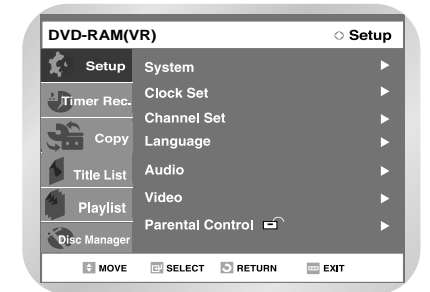 DVD-RAM(VR) Setup
Setup
Timer Rec.
Copy
Title List
Playlist
Disc Manager
System
Clock Set
Channel Set
Language
Audio
Video
Parental Control
MOVE SELECT RETURN EXIT